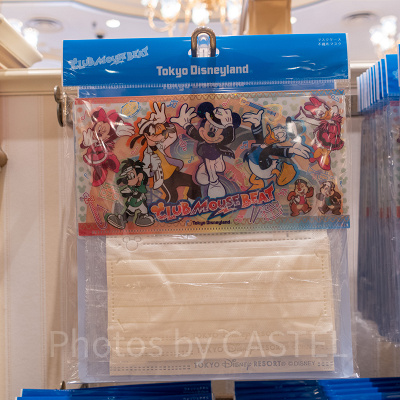 CLUB MOUSE BEAT
Tokyo Disneyland
CLUB MOUSE BEAT
Tokyo Disneyland
Photos by CASTEL
TOKYO Disney RESORT